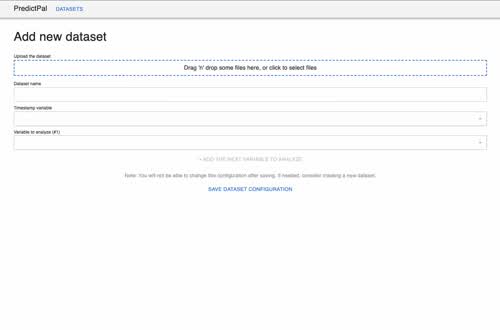 PredictPal DATASETS
Add new dataset
Upload the dataset
Drag 'n' drop some files here, or click to select files
Dataset name
Timestamp variable
Variable to analyze (#1)
+ ADD THE NEXT VARIABLE TO ANALYZE
Note: You will not be able to change this configuration after saving. If needed, consider creating a new dataset.
SAVE DATASET CONFIGURATION